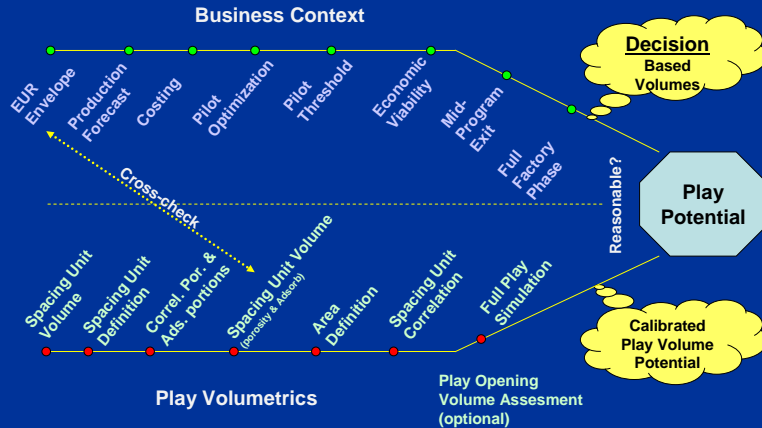 Business Context
Decision
Based
Volumes
EUR
Envelope
Production
Forecast
Costing
Pilot
Optimization
Pilot
Threshold
Economic
Viability
Mid-
Program
Exit
Full
Factory
Phase
Cross-check
Reasonable?
Play
Potential
Spacing Unit
Volume
Spacing Unit
Definition
Correl. Por. &
Ads. portions
Spacing Unit Volume
(porosity & Adsorb)
Area
Definition
Spacing Unit
Correlation
Full Play
Simulation
Calibrated
Play Volume
Potential
Play Volumetrics
Play Opening
Volume Assesment
(optional)